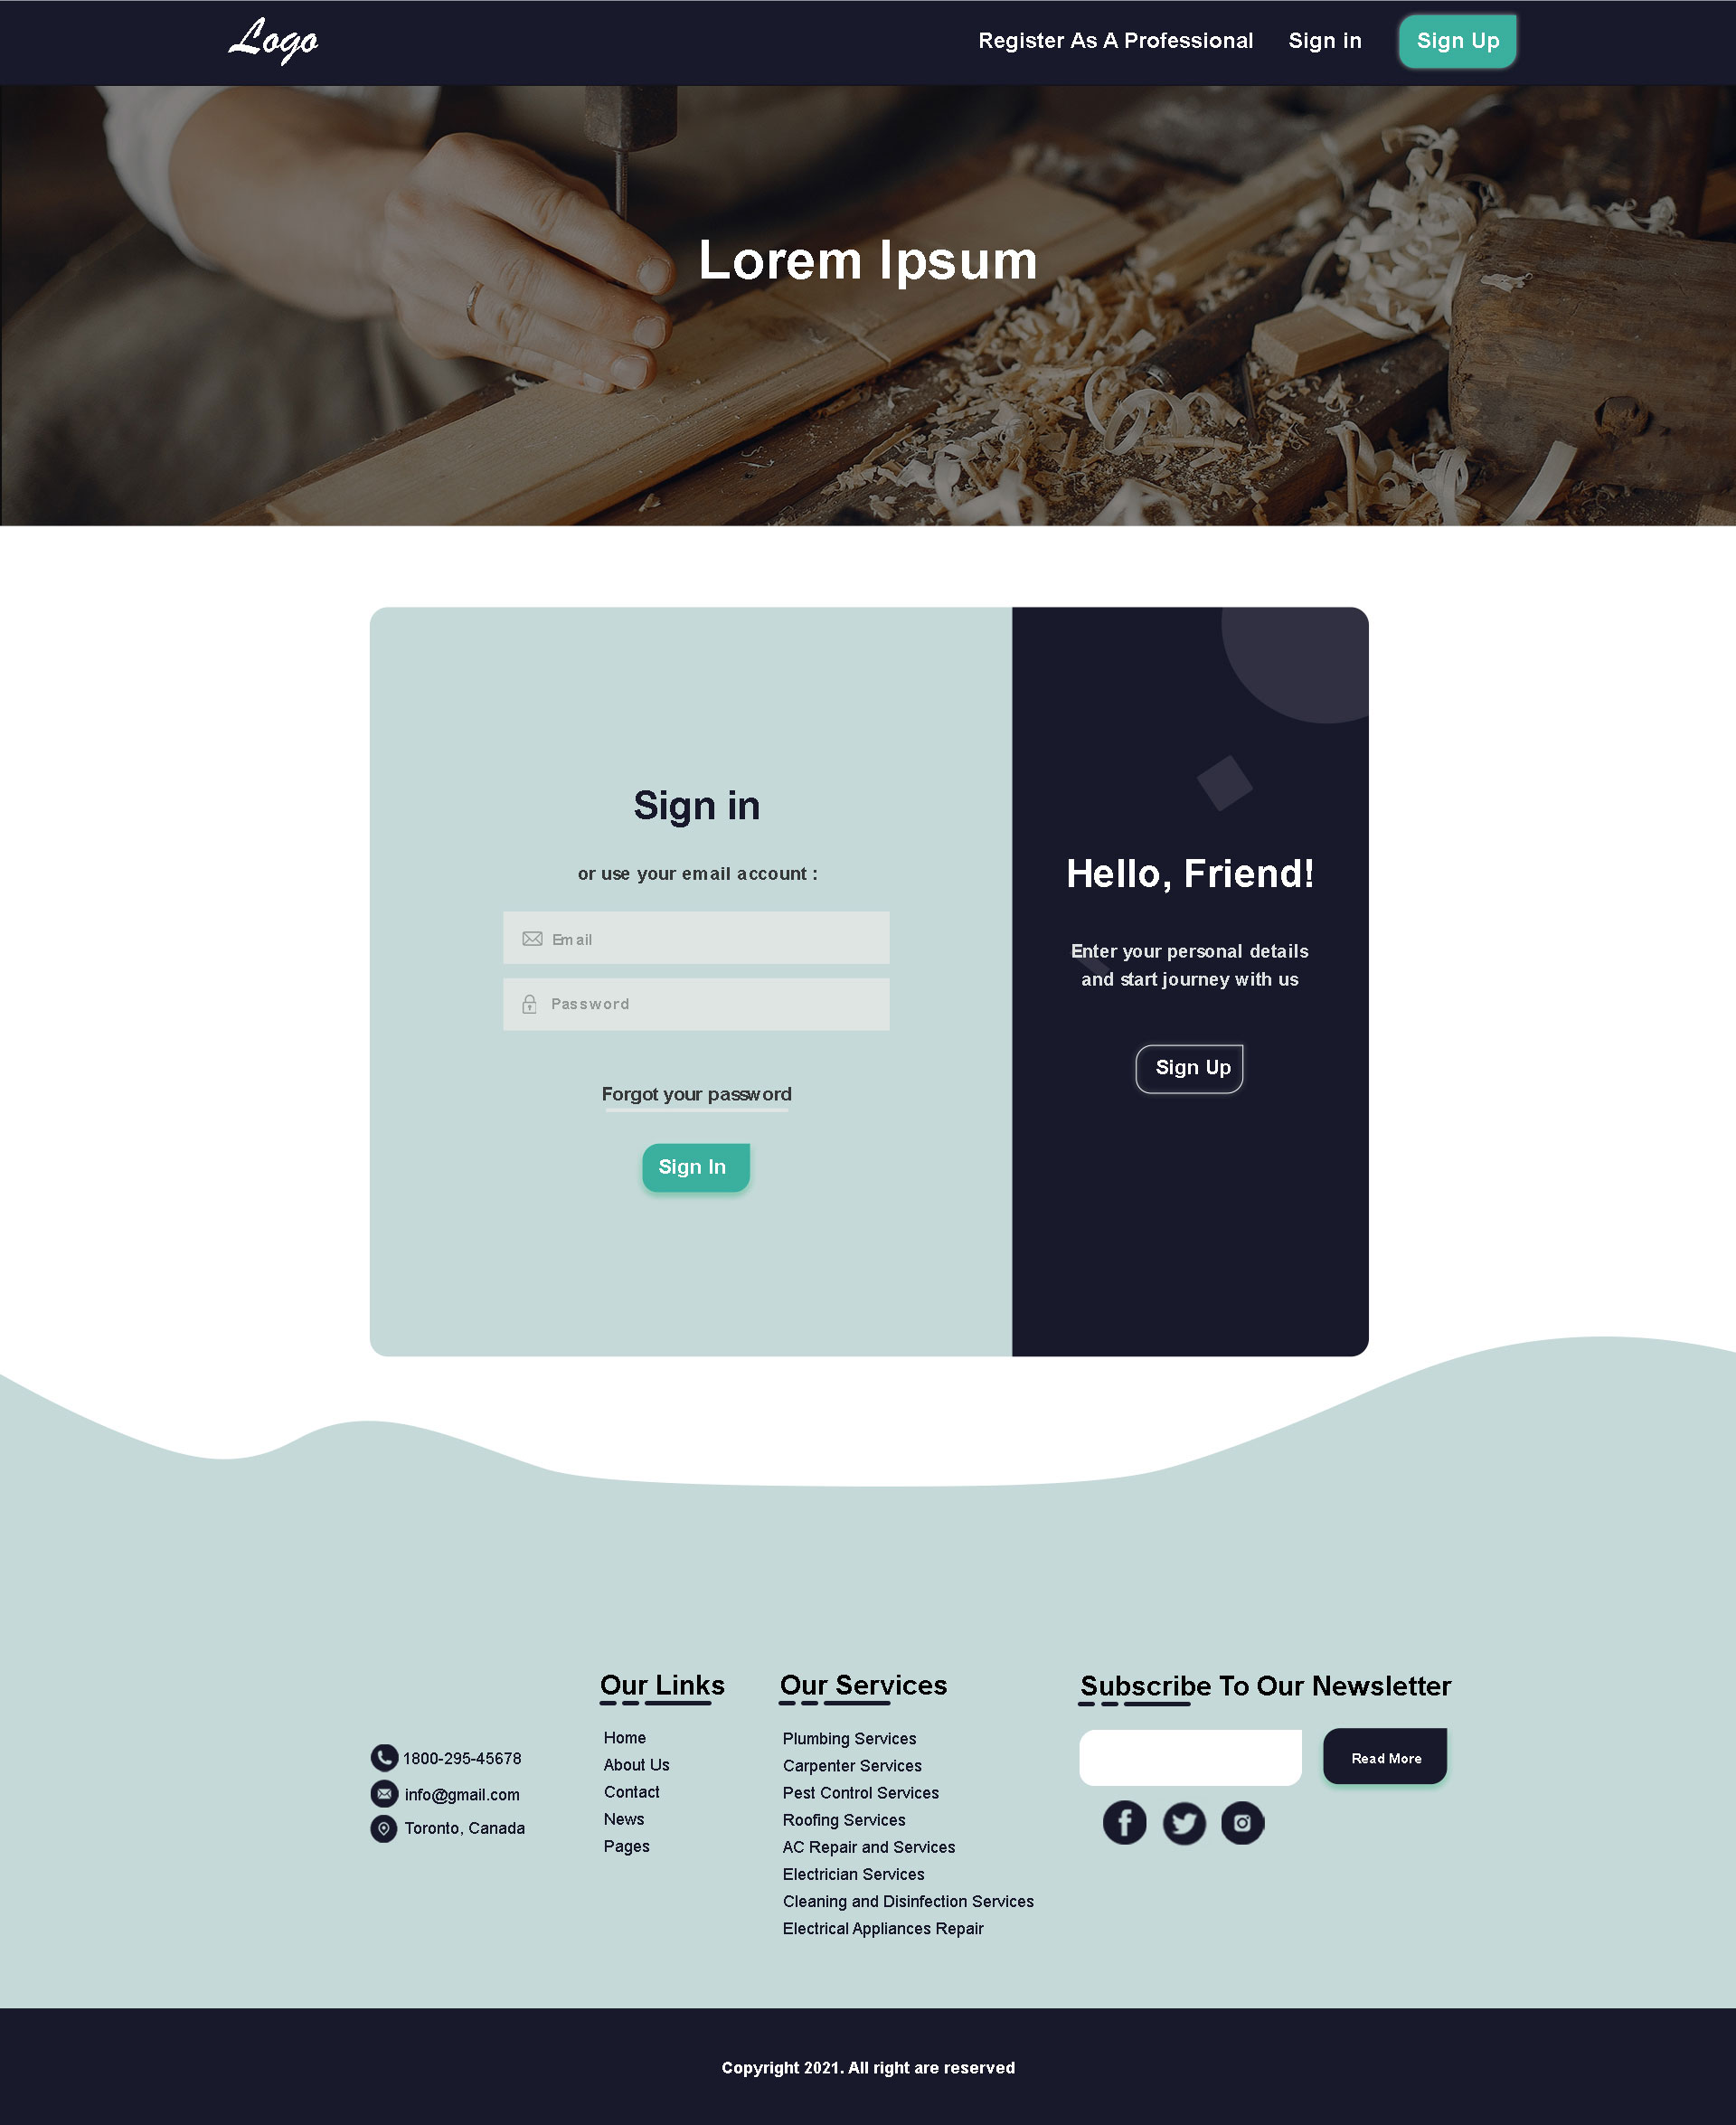 Logo
Register As A Professional
Sign in
Sign Up
Lorem Ipsum
Sign in
or use your email account :
Email
Password
Forgot your password
Sign In
Hello, Friend!
Enter your personal details
and start journey with us
Sign Up
1800-295-45678
info@gmail.com
Toronto, Canada
Our Links
Home
About Us
Contact
News
Pages
Our Services
Plumbing Services
Carpenter Services
Pest Control Services
Roofing Services
AC Repair and Services
Electrician Services
Cleaning and Disinfection Services
Electrical Appliances Repair
Subscribe To Our Newsletter
Read More
Copyright 2021. All right are reserved